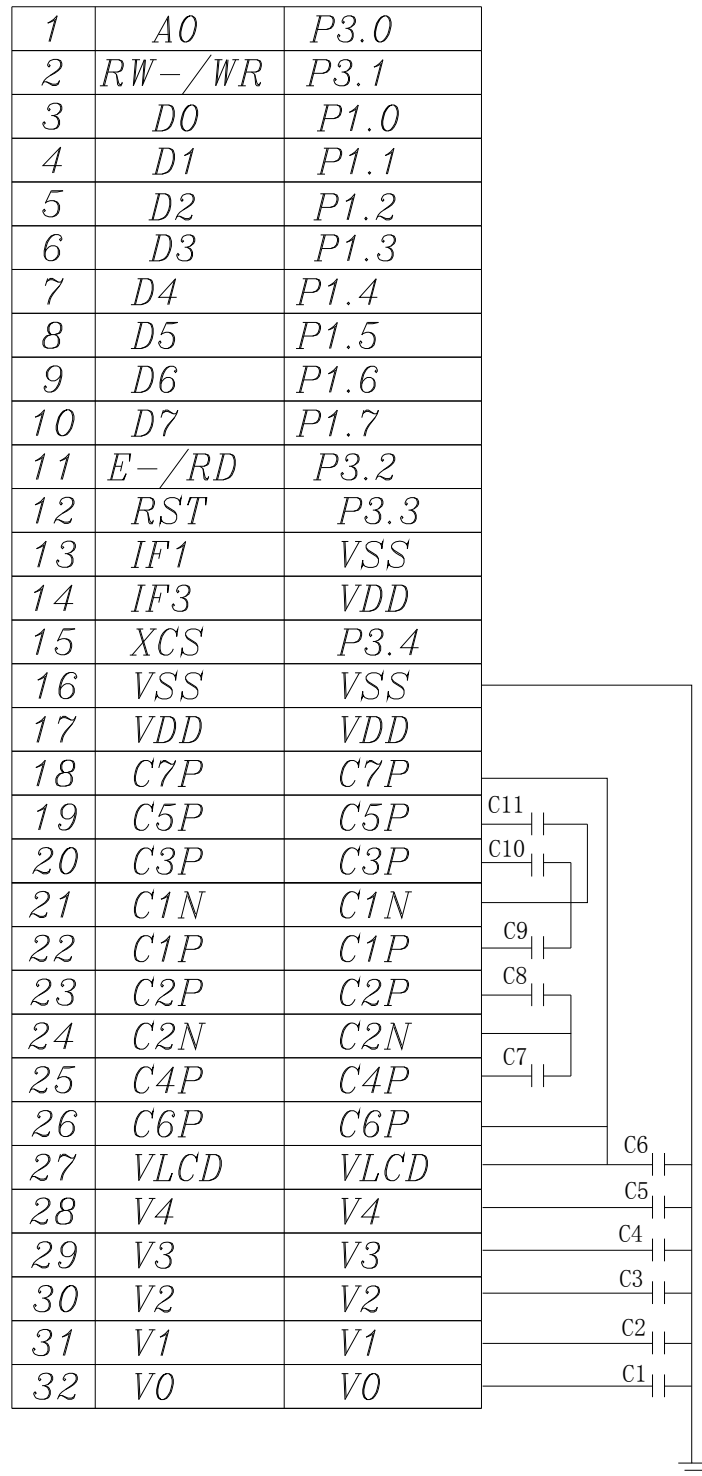 1 A0 P3.0
2 RW-/WR P3.1
3 D0 P1.0
4 D1 P1.1
5 D2 P1.2
6 D3 P1.3
7 D4 P1.4
8 D5 P1.5
9 D6 P1.6
10 D7 P1.7
11 E-/RD P3.2
12 RST P3.3
13 IF1 VSS
14 IF3 VDD
15 XCS P3.4
16 VSS VSS
17 VDD VDD
18 C7P C7P
19 C5P C5P C11
20 C3P C3P C10
21 C1N C1N
22 C1P C1P C9
23 C2P C2P C8
24 C2N C2N
25 C4P C4P C7
26 C6P C6P
27 VLCD VLCD C6
28 V4 V4 C5
29 V3 V3 C4
30 V2 V2 C3
31 V1 V1 C2
32 V0 V0 C1